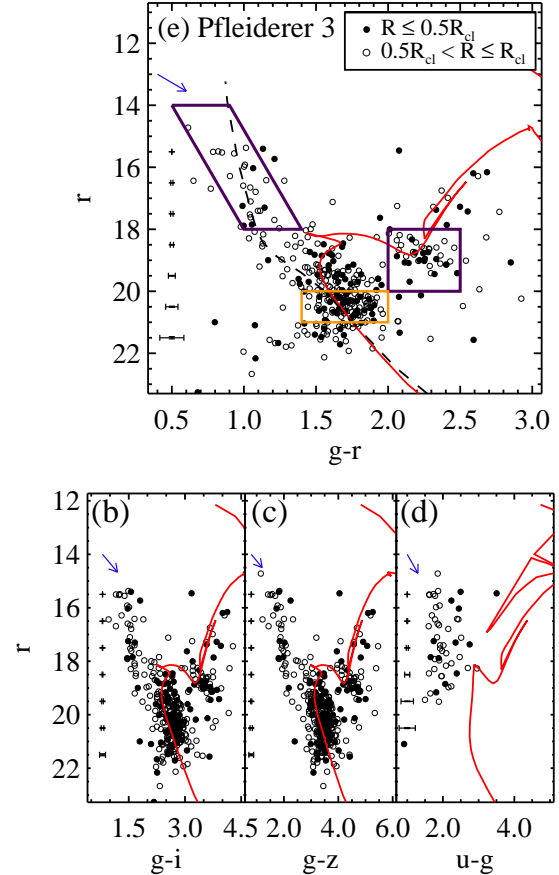 (e) Pfleiderer 3
R ≤ 0.5R_cl
0.5R_cl < R ≤ R_cl
12
14
16
18
20
22
r
0.5 1.0 1.5 2.0 2.5 3.0
g-r
(b) (c) (d)
12
14
16
18
20
22
r
1.5 3.0 4.5
2.0 4.0 6.0
2.0 4.0
g-i g-z u-g